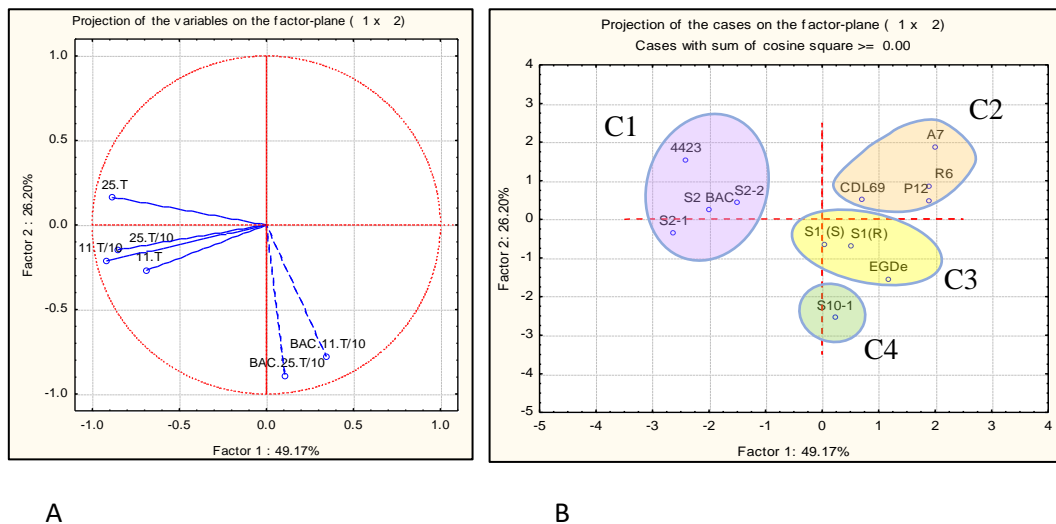 Projection of the variables on the factor-plane ( 1 x 2)
1.0
0.5
0.0
-0.5
-1.0
Factor 2 : 26.20%
25.T
25.T/10
11.T/10
11.T
BAC.11.T/10
BAC.25.T/10
-1.0 -0.5 0.0 0.5 1.0
Factor 1 : 49.17%
A
Projection of the cases on the factor-plane ( 1 x 2)
Cases with sum of cosine square >= 0.00
4
3
2
1
0
-1
-2
-3
-4
-5
Factor 2: 26.20%
C1
C2
4423
A7
R6
S2 BAC S2-2
CDL69 P12
S2-1
S1 (S) S1(R)
EGDe
C3
S10-1
C4
-5 -4 -3 -2 -1 0 1 2 3 4
Factor 1: 49.17%
B